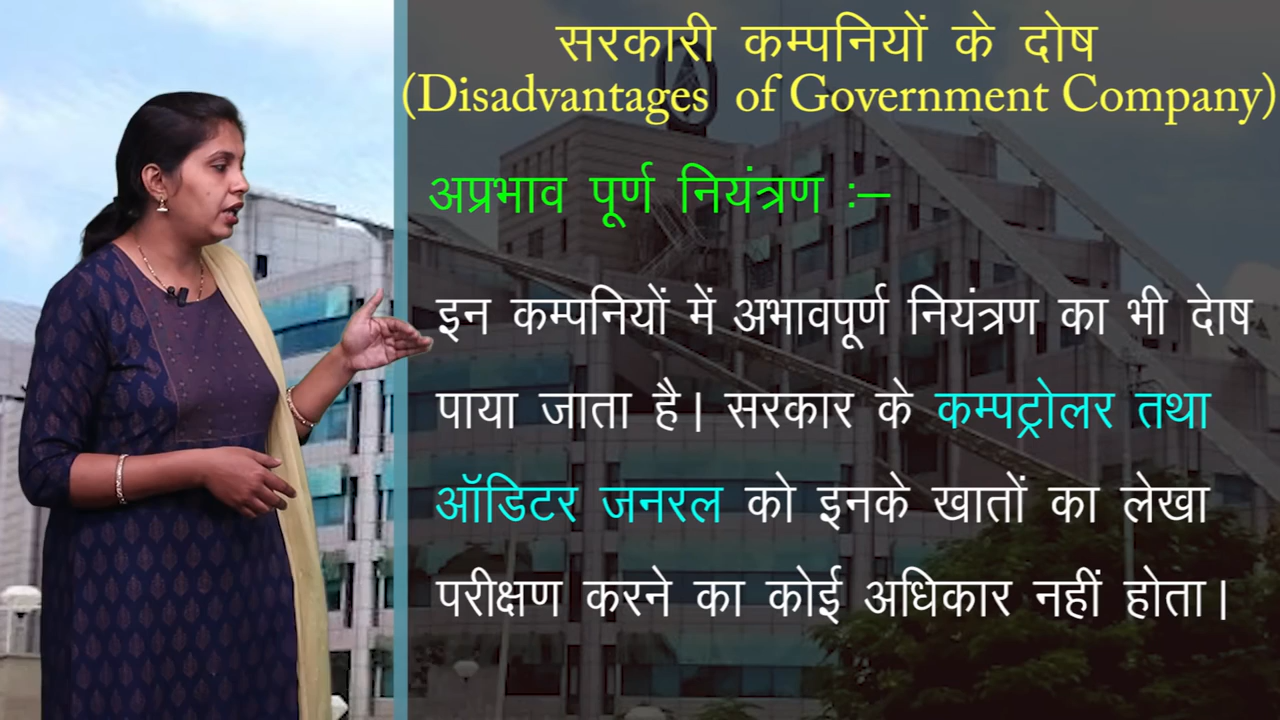 सरकारी कम्पनियों के दोष
(Disadvantages of Government Company)
अप्रभाव पूर्ण नियंत्रण :–
इन कम्पनियों में अभावपूर्ण नियंत्रण का भी दोष
पाया जाता है। सरकार के कम्पट्रोलर तथा
ऑडिटर जनरल को इनके खातों का लेखा
परीक्षण करने का कोई अधिकार नहीं होता।